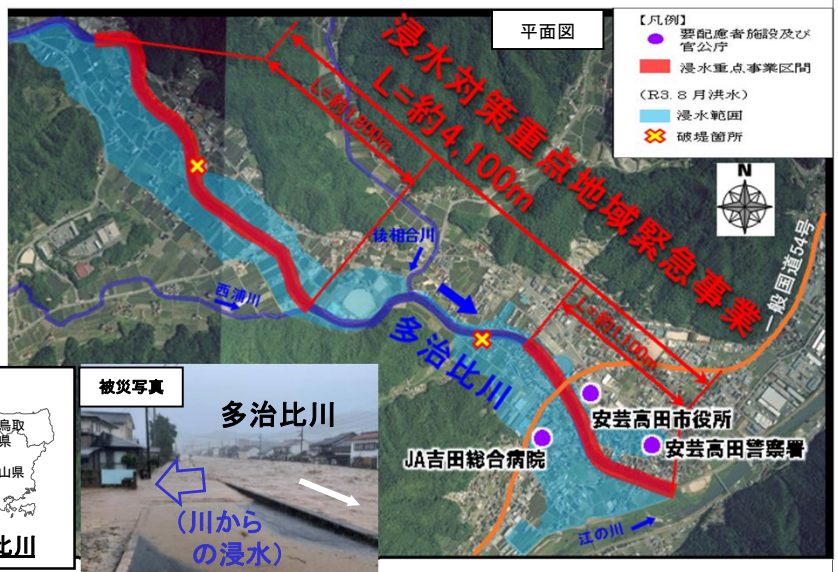 平面図
【凡例】
要配慮者施設及び
官公庁
浸水重点事業区間
(R3.8月洪水)
浸水範囲
破堤箇所
N
浸水対策重点地域緊急事業
L=約4,100m
L=約1,800m
L=約1,100m
一般国道54号
後相合川
西浦川
多治比川
安芸高田市役所
安芸高田警察署
JA吉田総合病院
江の川
被災写真
多治比川
(川から
の浸水)
鳥取
県
山県
比川